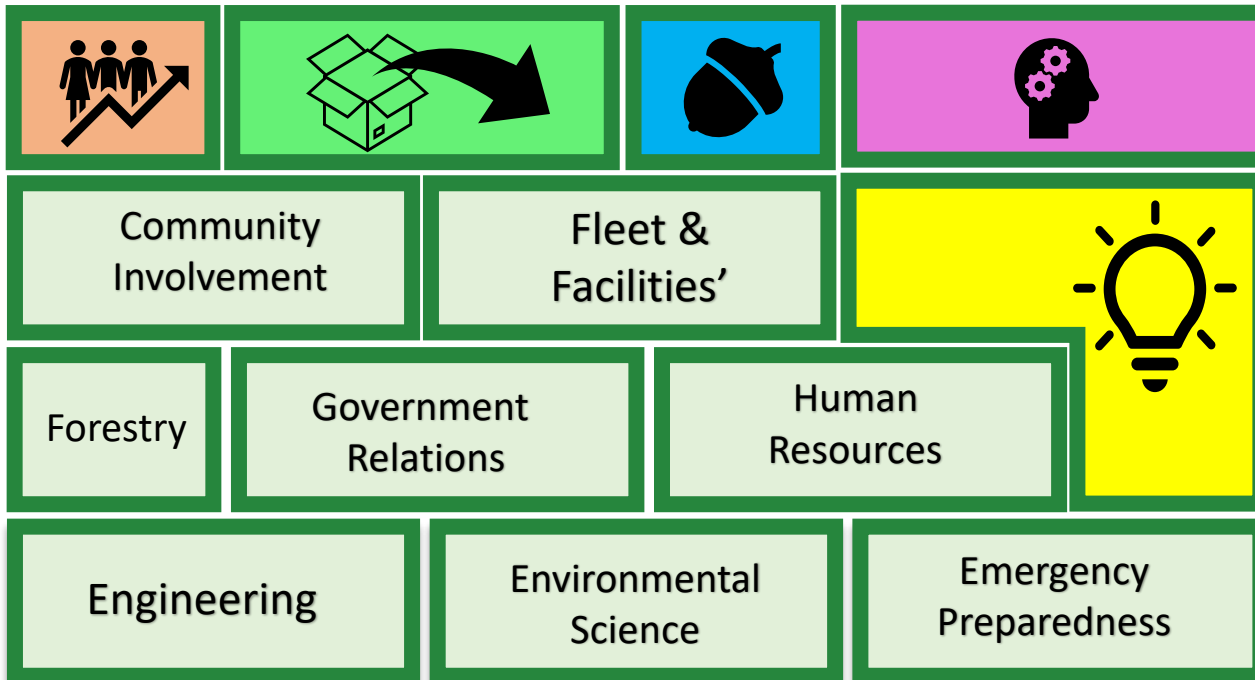 Community
Involvement
Fleet &
Facilities’
Forestry
Government
Relations
Human
Resources
Engineering
Environmental
Science
Emergency
Preparedness